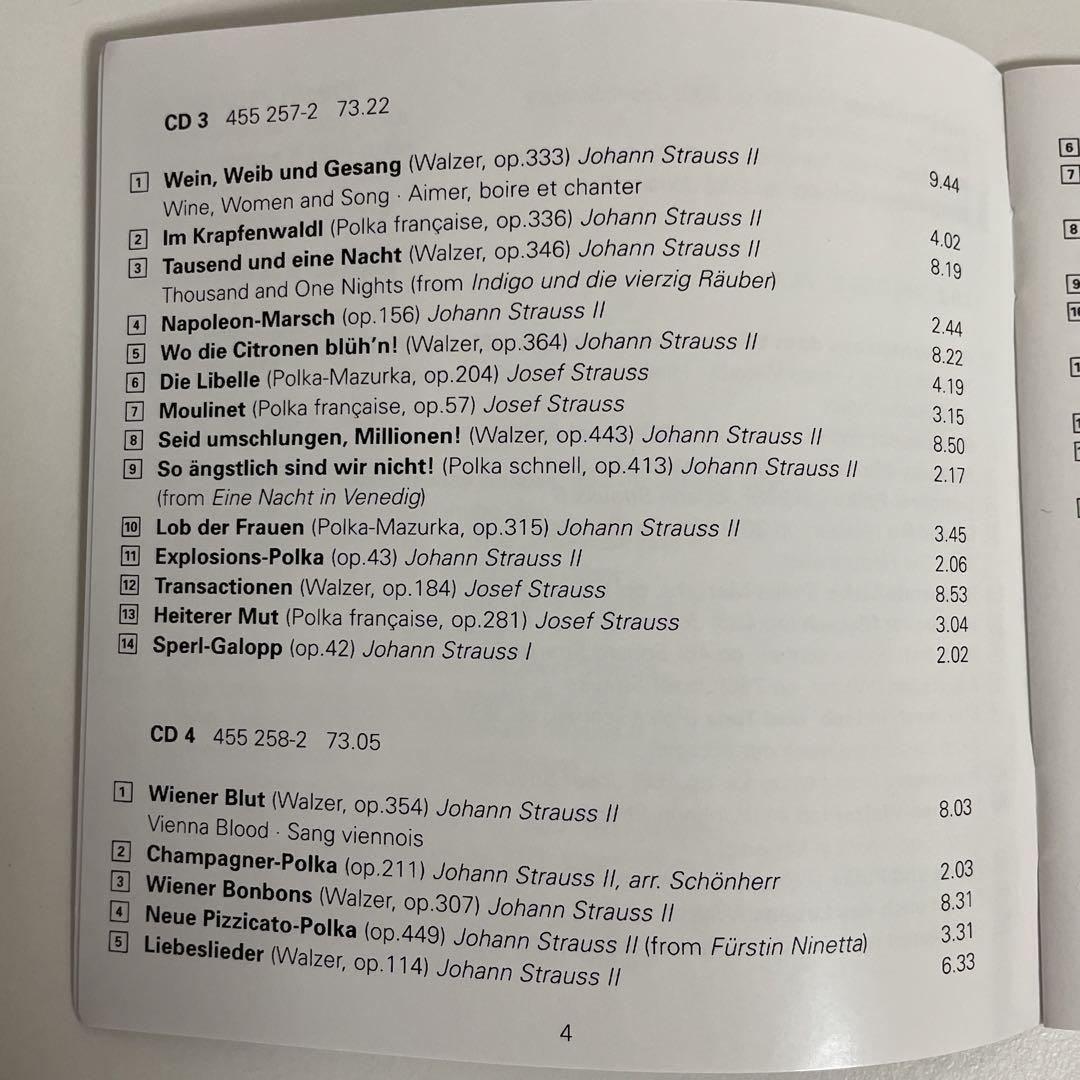 CD 3 455 257-2 73.22
1 Wein, Weib und Gesang (Walzer, op.333) Johann Strauss II 9.44
Wine, Women and Song · Aimer, boire et chanter
2 Im Krapfenwaldl (Polka française, op.336) Johann Strauss II 4.02
3 Tausend und eine Nacht (Walzer, op.346) Johann Strauss II 8.19
Thousand and One Nights (from Indigo und die vierzig Räuber)
4 Napoleon-Marsch (op.156) Johann Strauss II 2.44
5 Wo die Citronen blüh'n! (Walzer, op.364) Johann Strauss II 8.22
6 Die Libelle (Polka-Mazurka, op.204) Josef Strauss 4.19
7 Moulinet (Polka française, op.57) Josef Strauss 3.15
8 Seid umschlungen, Millionen! (Walzer, op.443) Johann Strauss II 8.50
9 So ängstlich sind wir nicht! (Polka schnell, op.413) Johann Strauss II 2.17
(from Eine Nacht in Venedig)
10 Lob der Frauen (Polka-Mazurka, op.315) Johann Strauss II 3.45
11 Explosions-Polka (op.43) Johann Strauss II 2.06
12 Transactionen (Walzer, op.184) Josef Strauss 8.53
13 Heiterer Mut (Polka française, op.281) Josef Strauss 3.04
14 Sperl-Galopp (op.42) Johann Strauss I 2.02
CD 4 455 258-2 73.05
1 Wiener Blut (Walzer, op.354) Johann Strauss II 8.03
Vienna Blood · Sang viennois
2 Champagner-Polka (op.211) Johann Strauss II, arr. Schönherr 2.03
3 Wiener Bonbons (Walzer, op.307) Johann Strauss II 8.31
4 Neue Pizzicato-Polka (op.449) Johann Strauss II (from Fürstin Ninetta) 3.31
5 Liebeslieder (Walzer, op.114) Johann Strauss II 6.33
4
6
7
8
9